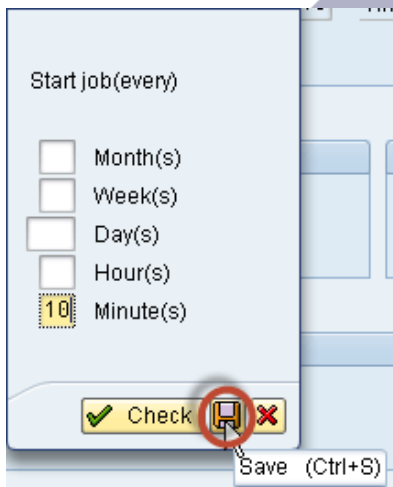 Start job(every)
Month(s)
Week(s)
Day(s)
Hour(s)
10 Minute(s)
Check
Save (Ctrl+S)